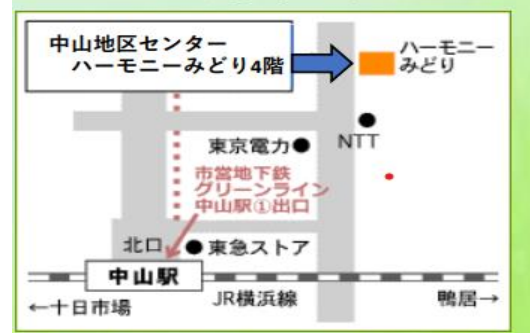 中山地区センター
ハーモニーみどり4階
ハーモニー
みどり
東京電力
NTT
市営地下鉄
グリーンライン
中山駅①出口
北口
東急ストア
中山駅
←十日市場
JR横浜線
鴨居→